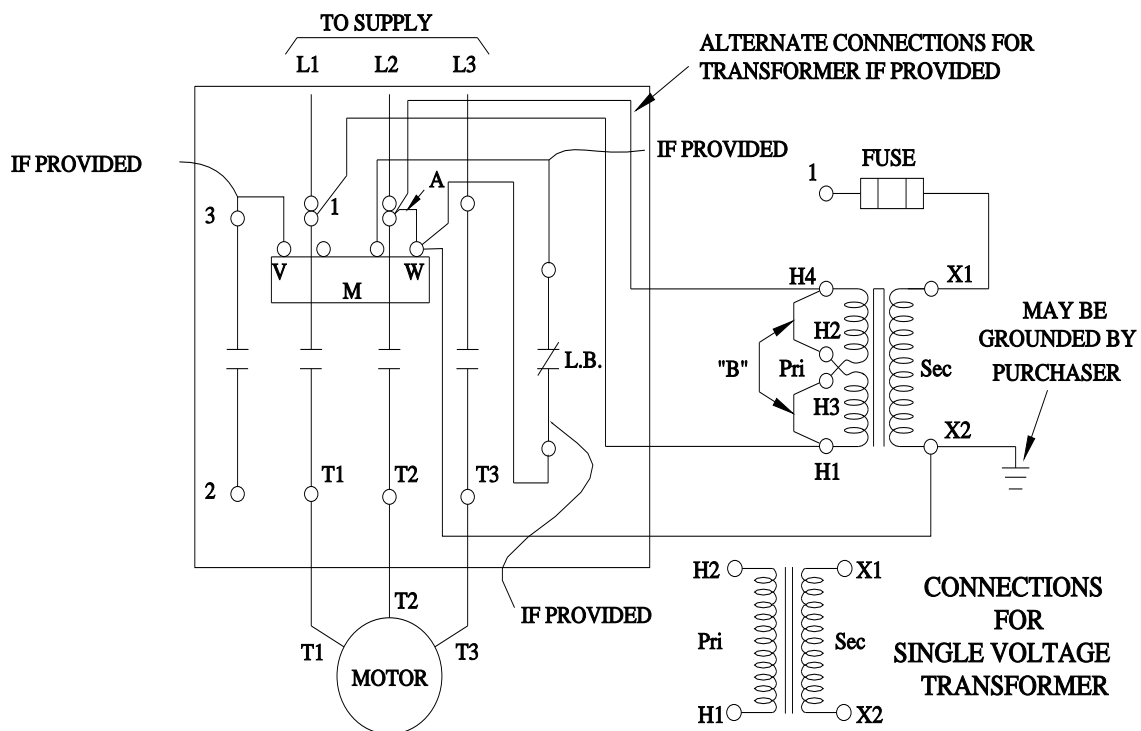 TO SUPPLY
L1 L2 L3
ALTERNATE CONNECTIONS FOR
TRANSFORMER IF PROVIDED
IF PROVIDED
IF PROVIDED
A
1
FUSE
3
1
V
W
M
H4
X1
MAY BE
GROUNDED BY
PURCHASER
H2
"B"
Pri
Sec
L.B.
H3
X2
H1
2
T1
T2
T3
H2
X1
CONNECTIONS
FOR
SINGLE VOLTAGE
TRANSFORMER
IF PROVIDED
T2
T1
T3
MOTOR
Pri
Sec
H1
X2